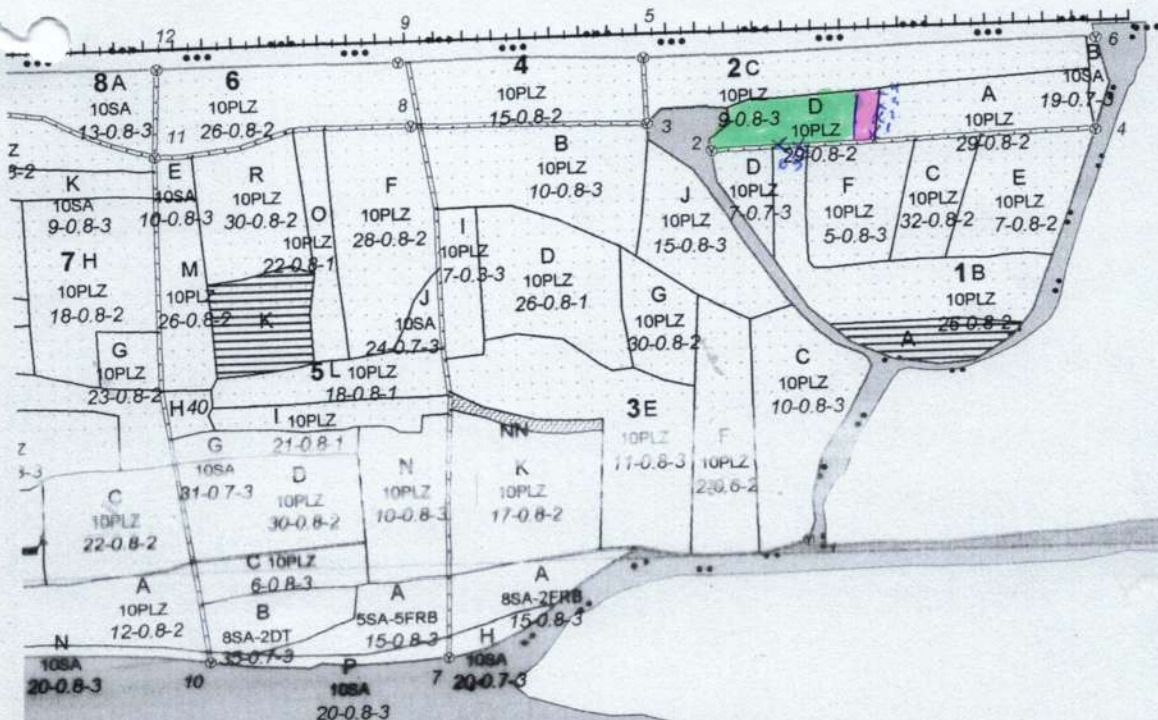 12
9
5
6
8 A
10SA
13-0.8-3
6
10PLZ
26-0.8-2
4
10PLZ
15-0.8-2
2 C
10PLZ
9-0.8-3
D
10PLZ
29-0.8-2
A
10PLZ
29-0.8-2
B
10SA
19-0.7-3
11
8
3
2
4
Z
K
10SA
9-0.8-3
E
10SA
10-0.8-3
R
10PLZ
30-0.8-2
O
10PLZ
22-0.8-1
F
10PLZ
28-0.8-2
B
10PLZ
10-0.8-3
J
10PLZ
15-0.8-3
D
10PLZ
7-0.7-3
F
10PLZ
5-0.8-3
C
10PLZ
32-0.8-2
E
10PLZ
7-0.8-2
7 H
10PLZ
18-0.8-2
M
10PLZ
26-0.8-2
K
I
10PLZ
7-0.3-3
D
10PLZ
26-0.8-1
G
10PLZ
30-0.8-2
1 B
10PLZ
26-0.8-2
A
J
10SA
24-0.7-3
G
10PLZ
23-0.8-2
5 L
10PLZ
18-0.8-1
C
10PLZ
10-0.8-3
H 40
I
10PLZ
21-0.8-1
NN
3 E
10PLZ
11-0.8-3
F
10PLZ
Z
G
10SA
31-0.7-3
D
10PLZ
30-0.8-2
N
10PLZ
10-0.8-3
K
10PLZ
17-0.8-2
C
10PLZ
22-0.8-2
C 10PLZ
6-0.8-3
A
10PLZ
12-0.8-2
B
8SA-2DT
35-0.7-3
A
5SA-5FRB
15-0.8-3
A
8SA-2FRB
15-0.8-3
N
10SA
20-0.8-3
10
P
10SA
20-0.8-3
7
H
10SA
20-0.7-3